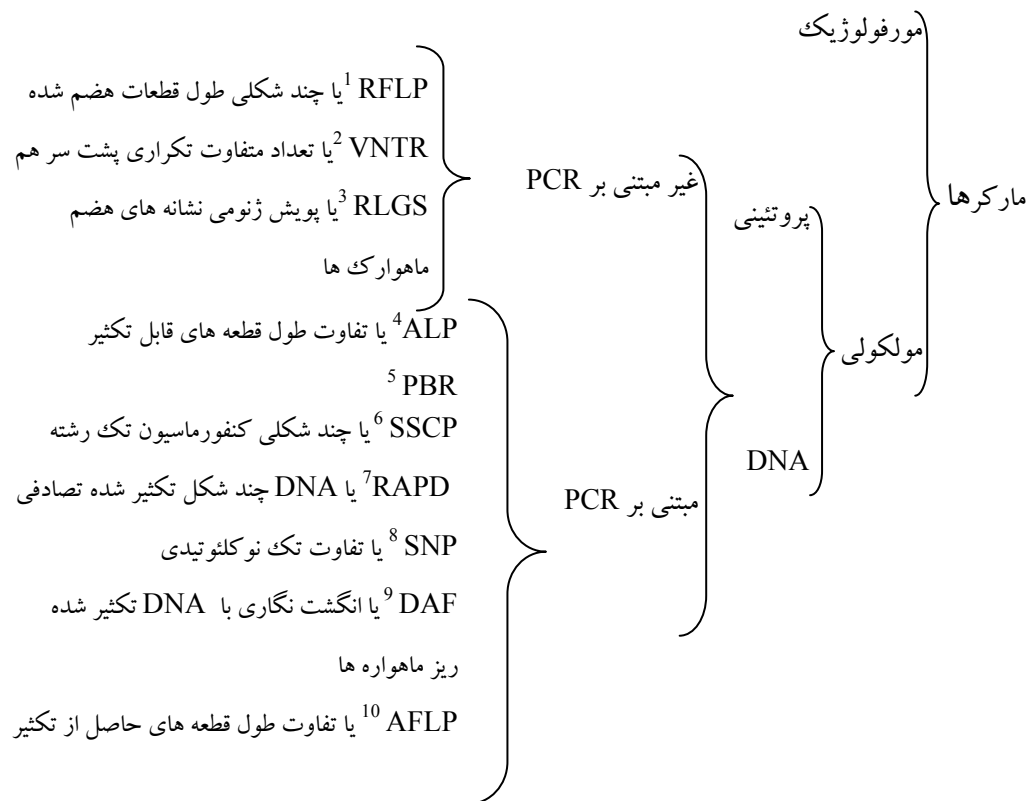 مارکرها
مورفولوژیک
مولکولی
پروتئینی
DNA
غیر مبتنی بر PCR
RFLP 1 یا چند شکلی طول قطعات هضم شده
VNTR 2 یا تعداد متفاوت تکراری پشت سر هم
RLGS 3 یا پویش ژنومی نشانه های هضم
ماهوارک ها
مبتنی بر PCR
ALP 4 یا تفاوت طول قطعه های قابل تکثیر
PBR 5
SSCP 6 یا چند شکلی کنفورماسیون تک رشته
RAPD 7 یا DNA چند شکل تکثیر شده تصادفی
SNP 8 یا تفاوت تک نوکلئوتیدی
DAF 9 یا انگشت نگاری با DNA تکثیر شده
ریز ماهواره ها
AFLP 10 یا تفاوت طول قطعه های حاصل از تکثیر